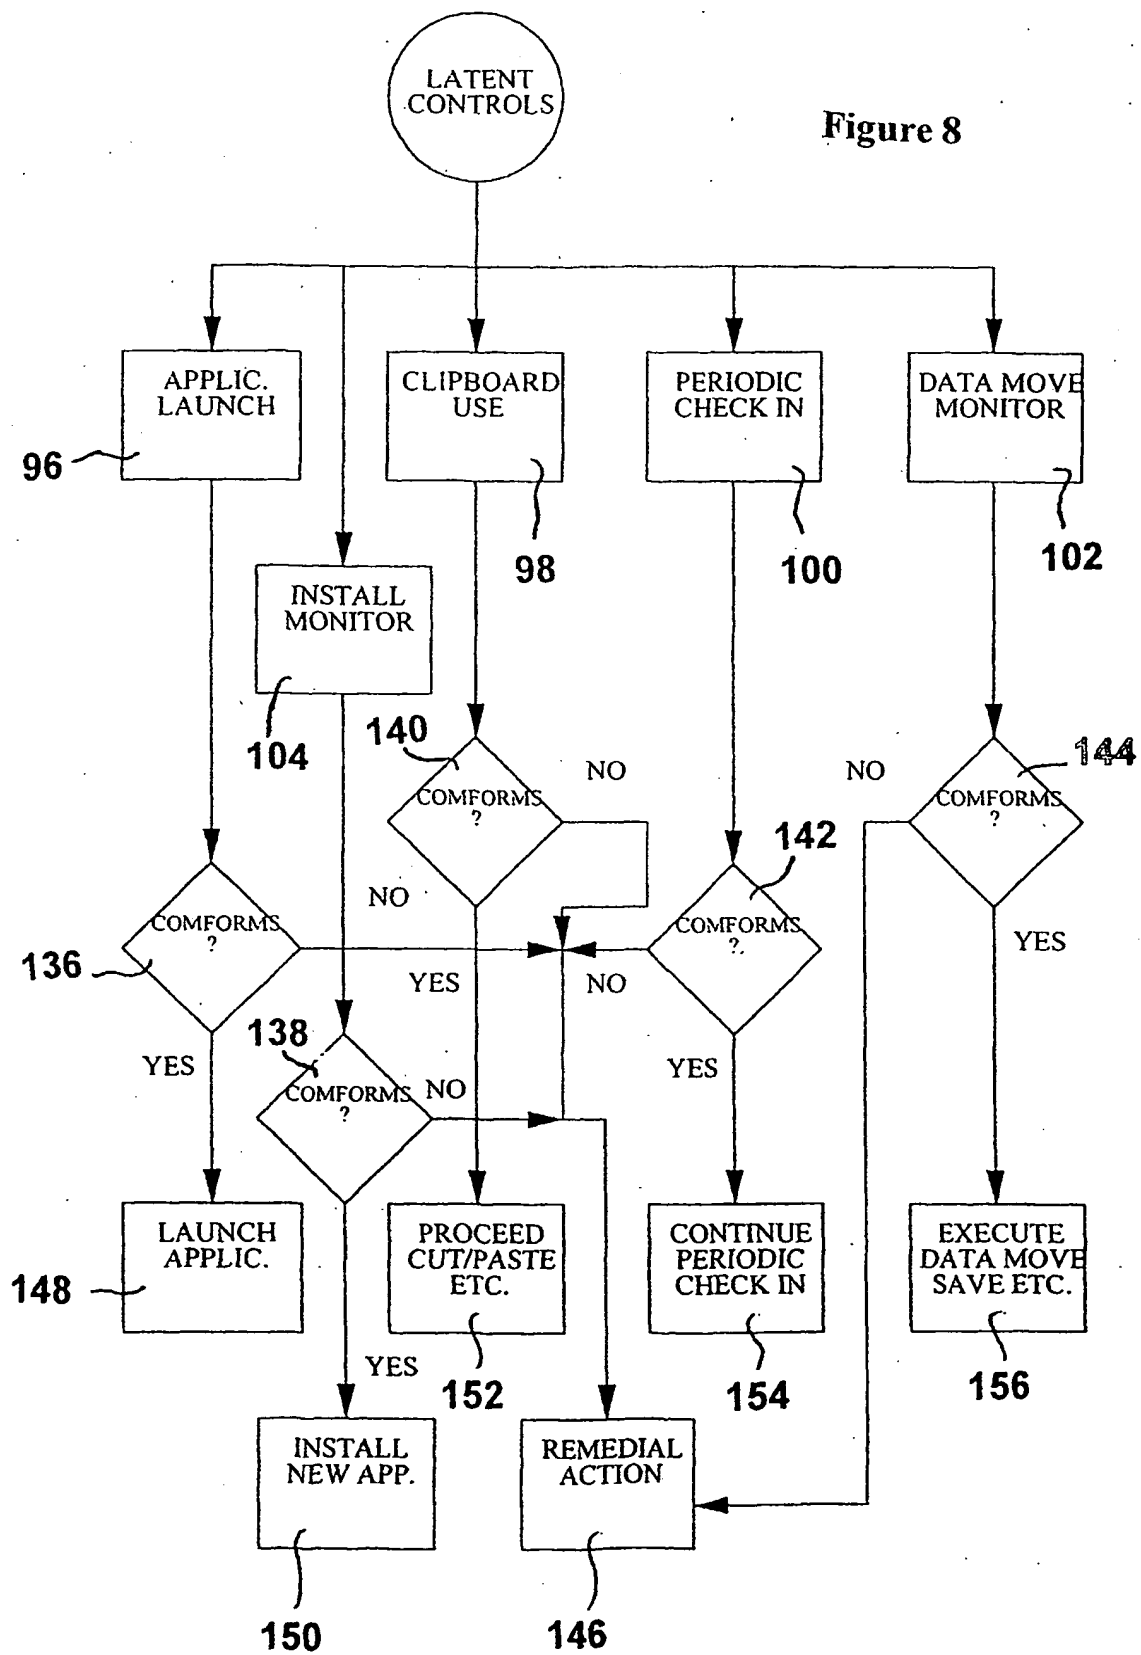 LATENT
CONTROLS
Figure 8
APPLIC.
LAUNCH
CLIPBOARD
USE
PERIODIC
CHECK IN
DATA MOVE
MONITOR
96
98
100
102
INSTALL
MONITOR
104
140
NO
NO
144
COMFORMS
?
COMFORMS
?
142
NO
COMFORMS
?
COMFORMS
?
136
YES
NO
YES
138
YES
NO
YES
COMFORMS
?
LAUNCH
APPLIC.
PROCEED
CUT/PASTE
ETC.
CONTINUE
PERIODIC
CHECK IN
EXECUTE
DATA MOVE
SAVE ETC.
148
YES
152
154
156
INSTALL
NEW APP.
REMEDIAL
ACTION
150
146